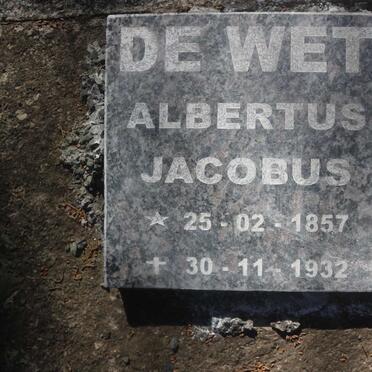 DE WET
ALBERTUS
JACOBUS
* 25 - 02 - 1857
+ 30 - 11 - 1932